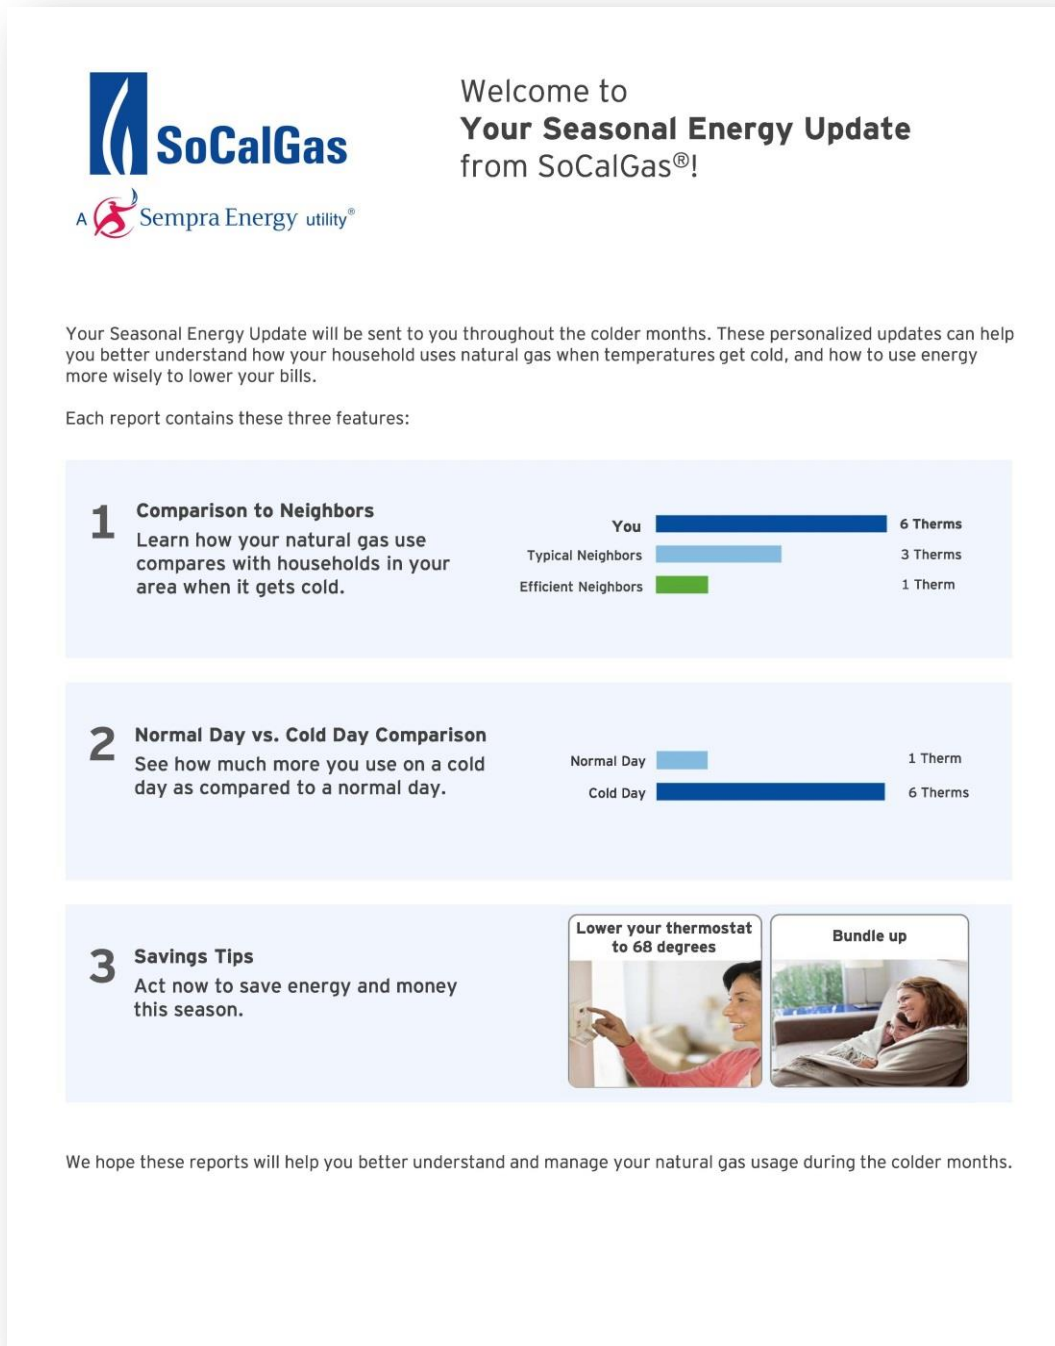 SoCalGas
A Sempra Energy utility®
Welcome to
Your Seasonal Energy Update
from SoCalGas®!
Your Seasonal Energy Update will be sent to you throughout the colder months. These personalized updates can help
you better understand how your household uses natural gas when temperatures get cold, and how to use energy
more wisely to lower your bills.
Each report contains these three features:
1
Comparison to Neighbors
Learn how your natural gas use
compares with households in your
area when it gets cold.
You 6 Therms
Typical Neighbors 3 Therms
Efficient Neighbors 1 Therm
2
Normal Day vs. Cold Day Comparison
See how much more you use on a cold
day as compared to a normal day.
Normal Day 1 Therm
Cold Day 6 Therms
3
Savings Tips
Act now to save energy and money
this season.
Lower your thermostat
to 68 degrees
Bundle up
We hope these reports will help you better understand and manage your natural gas usage during the colder months.